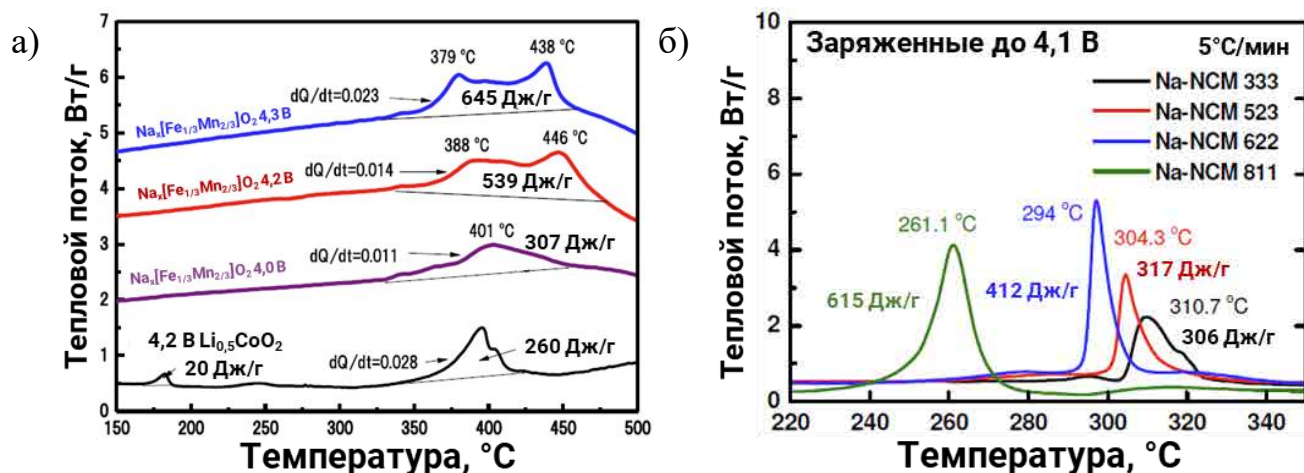 а)
Тепловой поток, Вт/г
7
6
5
4
3
2
1
0
379 °C
438 °C
dQ/dt=0.023
645 Дж/г
Naₓ[Fe₁/₃Mn₂/₃]O₂ 4,3 В
388 °C
446 °C
dQ/dt=0.014
539 Дж/г
Naₓ[Fe₁/₃Mn₂/₃]O₂ 4,2 В
401 °C
307 Дж/г
dQ/dt=0.011
Naₓ[Fe₁/₃Mn₂/₃]O₂ 4,0 В
4,2 В Li₀,₅CoO₂
20 Дж/г
dQ/dt=0.028
260 Дж/г
150 200 250 300 350 400 450 500
Температура, °С
б)
Тепловой поток, Вт/г
10
8
6
4
2
0
Заряженные до 4,1 В
5°С/мин
Na-NCM 333
Na-NCM 523
Na-NCM 622
Na-NCM 811
261.1 °C
615 Дж/г
294 °C
412 Дж/г
304.3 °C
317 Дж/г
310.7 °C
306 Дж/г
220 240 260 280 300 320 340
Температура, °С